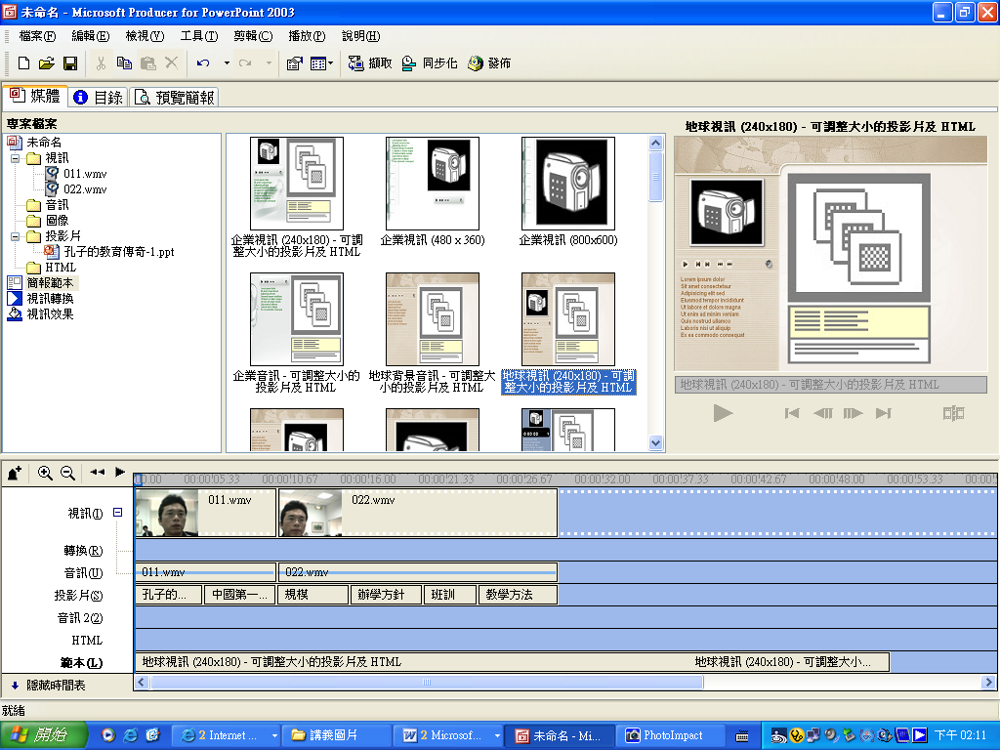 未命名 - Microsoft Producer for PowerPoint 2003
檔案(F) 編輯(E) 檢視(V) 工具(T) 剪輯(C) 播放(P) 說明(H)
擷取 同步化 發佈
媒體 目錄 預覽簡報
專案檔案
未命名
視訊
011.wmv
022.wmv
音訊
圖像
投影片
孔子的教育傳奇-1.ppt
HTML
簡報範本
視訊轉換
視訊效果
企業視訊 (240x180) - 可調
整大小的投影片及 HTML
企業視訊 (480 x 360)
企業視訊 (800x600)
企業音訊 - 可調整大小的
投影片及 HTML
地球背景音訊 - 可調整大
小的投影片及 HTML
地球視訊 (240x180) - 可調
整大小的投影片及 HTML
地球視訊 (240x180) - 可調整大小的投影片及 HTML
Lorem ipsum dolor
Sit amet consectetur
Adipisicing elit sed
Eiusmod tempor incididunt
Ut labore et dolore magna
Ut enim ad minim veniam
Quis nostrud ullamco
Laboris nisi ut aliquip
Ex ea commodo consequat
地球視訊 (240x180) - 可調整大小的投影片及 HTML
00:00'05.33 00:00'10.67 00:00'16.00 00:00'21.33 00:00'26.67 00:00'32.00 00:00'37.33 00:00'42.67 00:00'48.00 00:00'53.33
視訊(I) 011.wmv 022.wmv
轉換(R)
音訊(U) 011.wmv 022.wmv
投影片(S) 孔子的... 中國第一... 規模 辦學方針 班訓 教學方法
音訊 2(2)
HTML
範本(L) 地球視訊 (240x180) - 可調整大小的投影片及 HTML 地球視訊 (240x180) - 可調整大小...
隱藏時間表
就緒
開始 2 Internet ... 講義圖片 2 Microsof... 未命名 - Mi... PhotoImpact 下午 02:11